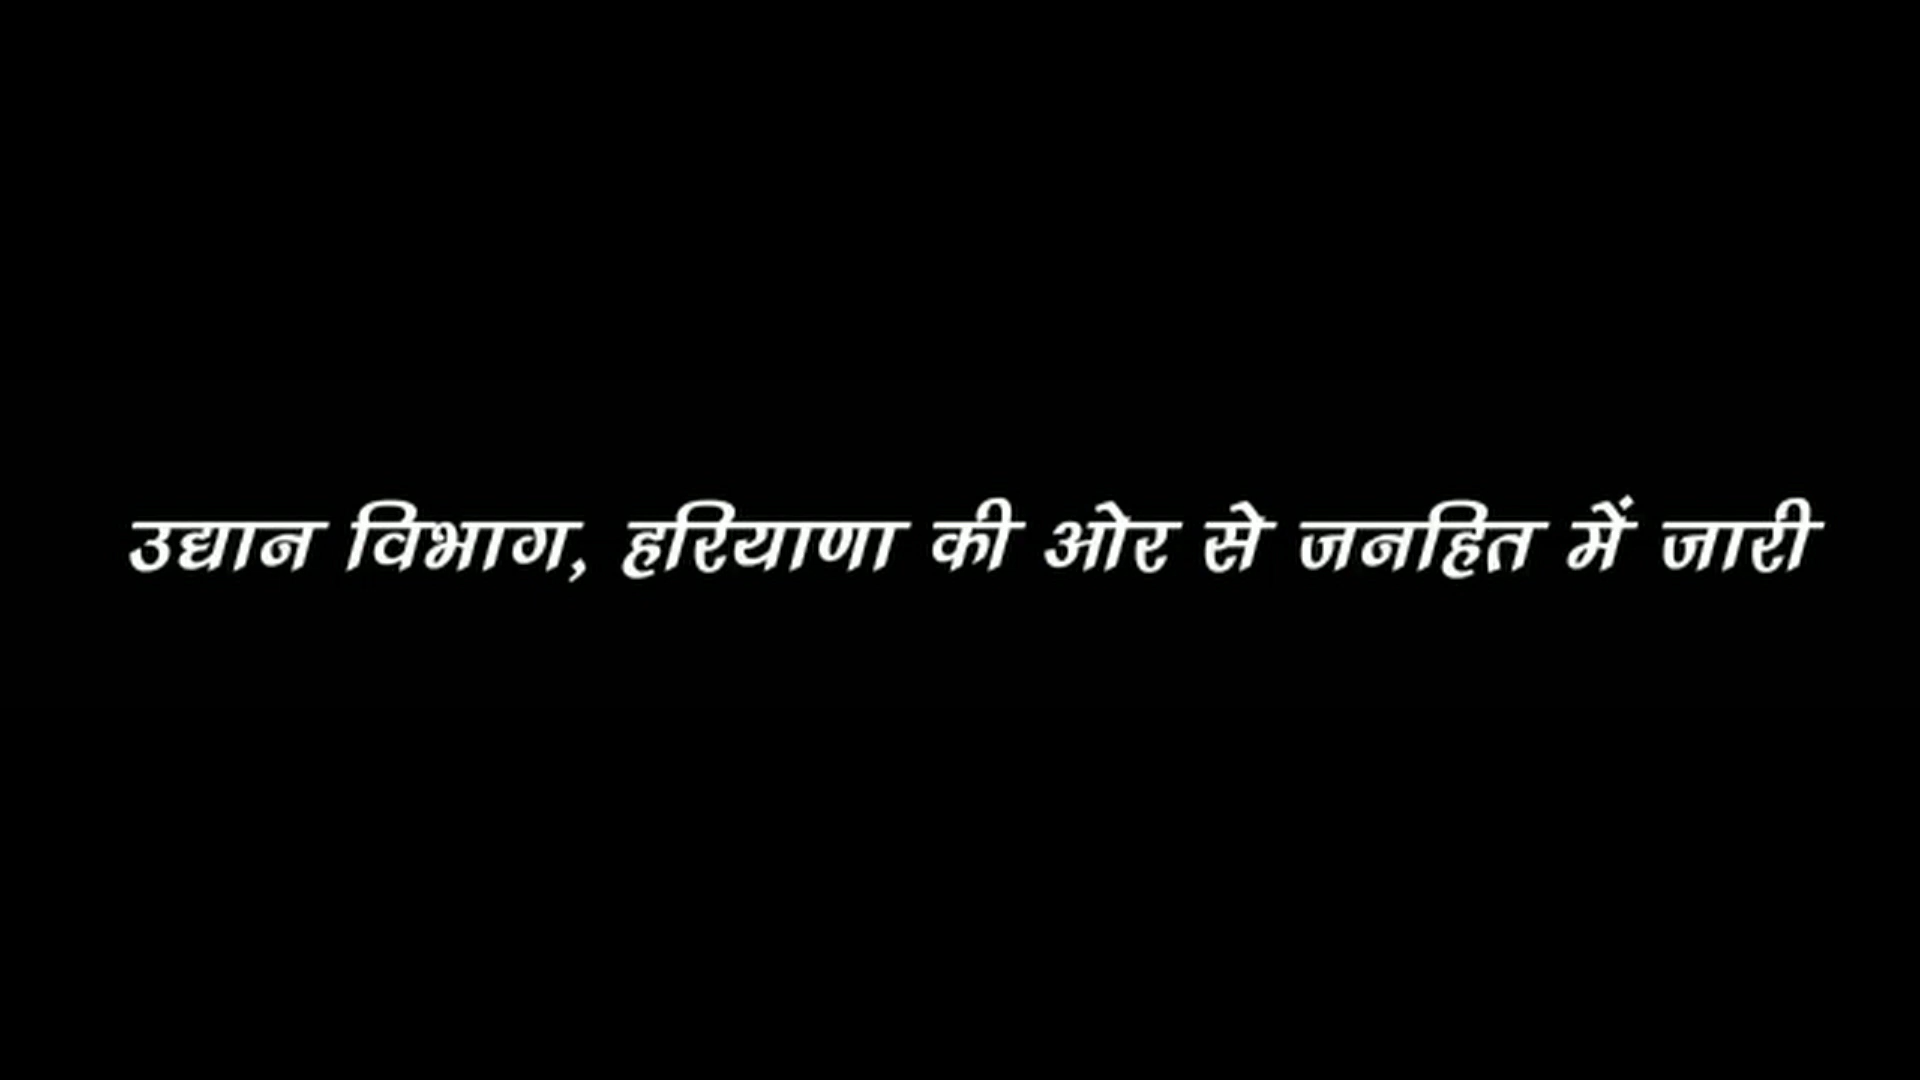 उद्यान विभाग, हरियाणा की ओर से जनहित में जारी